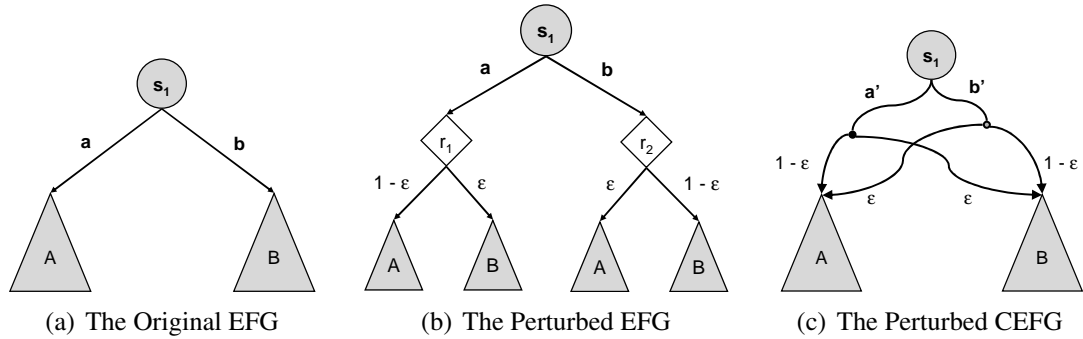 s1
a b
A B
(a) The Original EFG
s1
a b
r1 r2
1 - ε ε ε 1 - ε
A B A B
(b) The Perturbed EFG
s1
a' b'
1 - ε 1 - ε
ε ε
A B
(c) The Perturbed CEFG